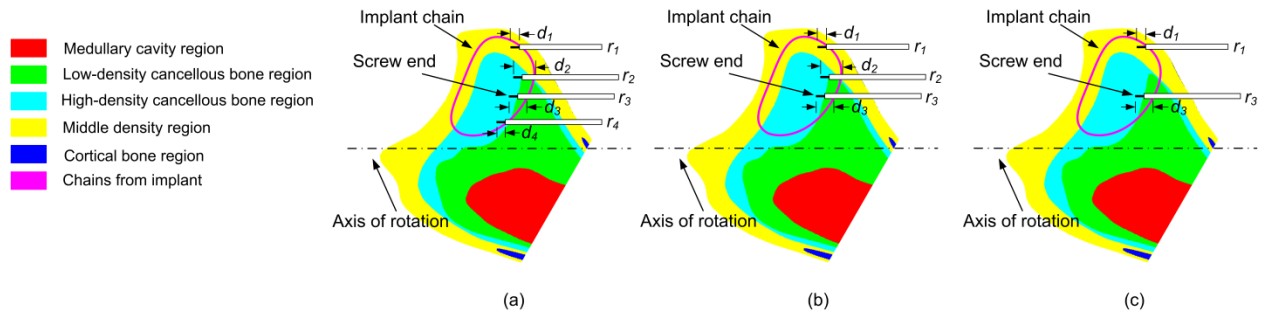 Medullary cavity region
Low-density cancellous bone region
High-density cancellous bone region
Middle density region
Cortical bone region
Chains from implant
Implant chain
Screw end
Axis of rotation
d1
r1
d2
r2
r3
d3
r4
d4
(a)
Implant chain
Screw end
Axis of rotation
d1
r1
d2
r2
r3
d3
(b)
Implant chain
Screw end
Axis of rotation
d1
r1
r3
d3
(c)